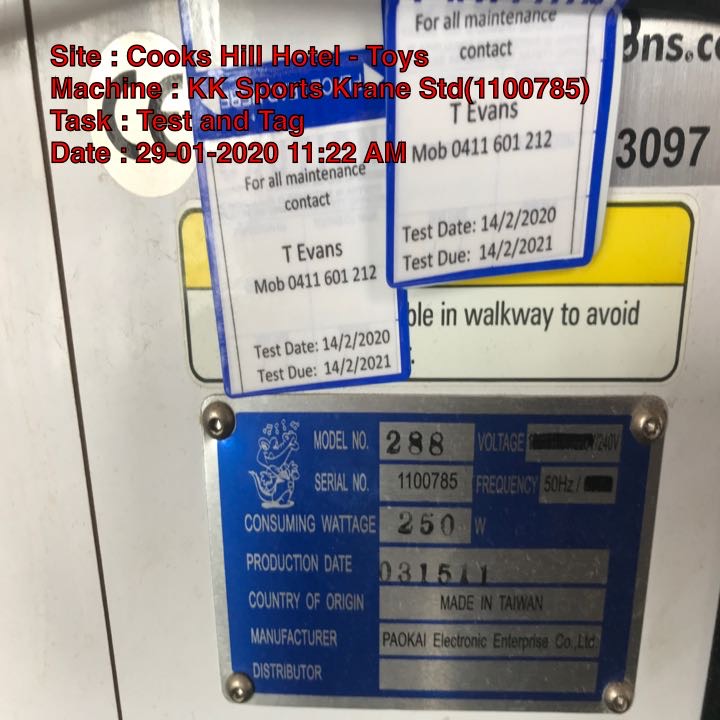 Site : Cooks Hill Hotel - Toys
Machine : KK Sports Krane Std(1100785)
Task : Test and Tag
Date : 29-01-2020 11:22 AM
For all maintenance
contact
T Evans
Mob 0411 601 212
Test Date: 14/2/2020
Test Due: 14/2/2021
For all maintenance
contact
T Evans
Mob 0411 601 212
Test Date: 14/2/2020
Test Due: 14/2/2021
3097
in walkway to avoid
MODEL NO. 288 VOLTAGE /240V
SERIAL NO. 1100785 FREQUENCY 50Hz /
CONSUMING WATTAGE 250 W
PRODUCTION DATE 031511
COUNTRY OF ORIGIN MADE IN TAIWAN
MANUFACTURER PAOKAI Electronic Enterprise Co.,Ltd.
DISTRIBUTOR